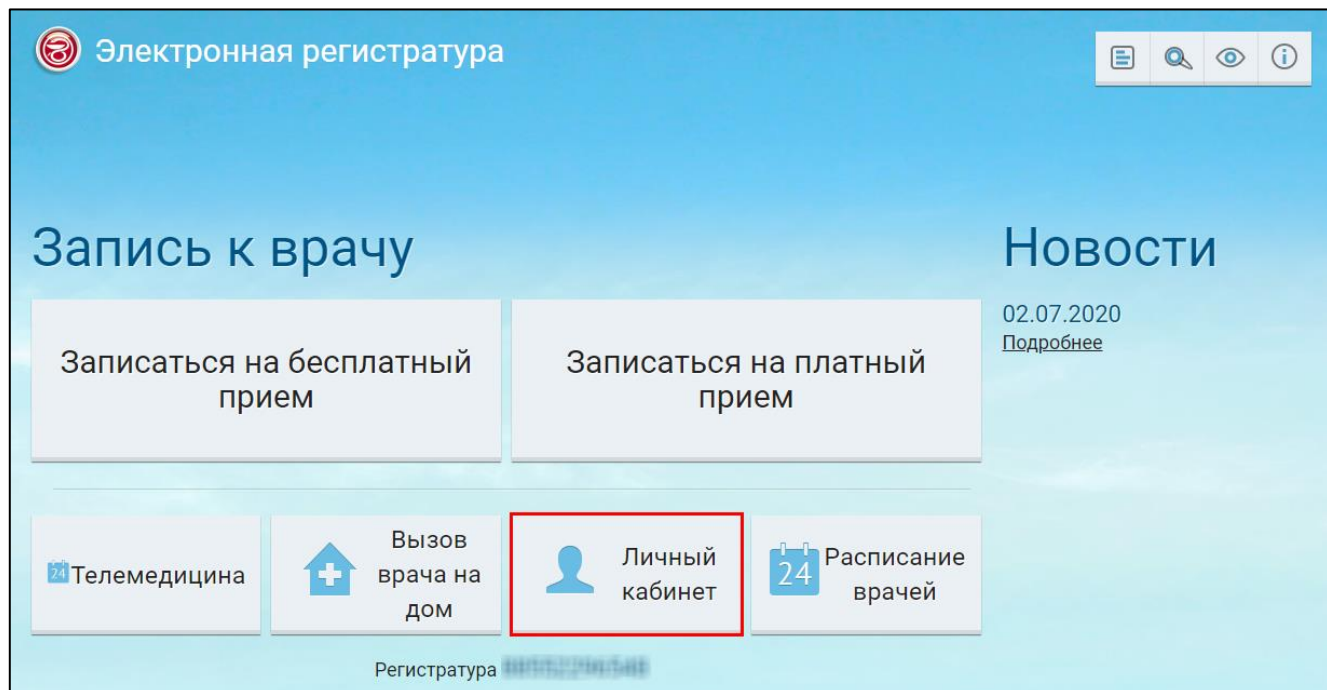 Электронная регистратура
Запись к врачу
Записаться на бесплатный
прием
Записаться на платный
прием
Новости
02.07.2020
Подробнее
24
Телемедицина
Вызов
врача на
дом
Личный
кабинет
24
Расписание
врачей
Регистратура